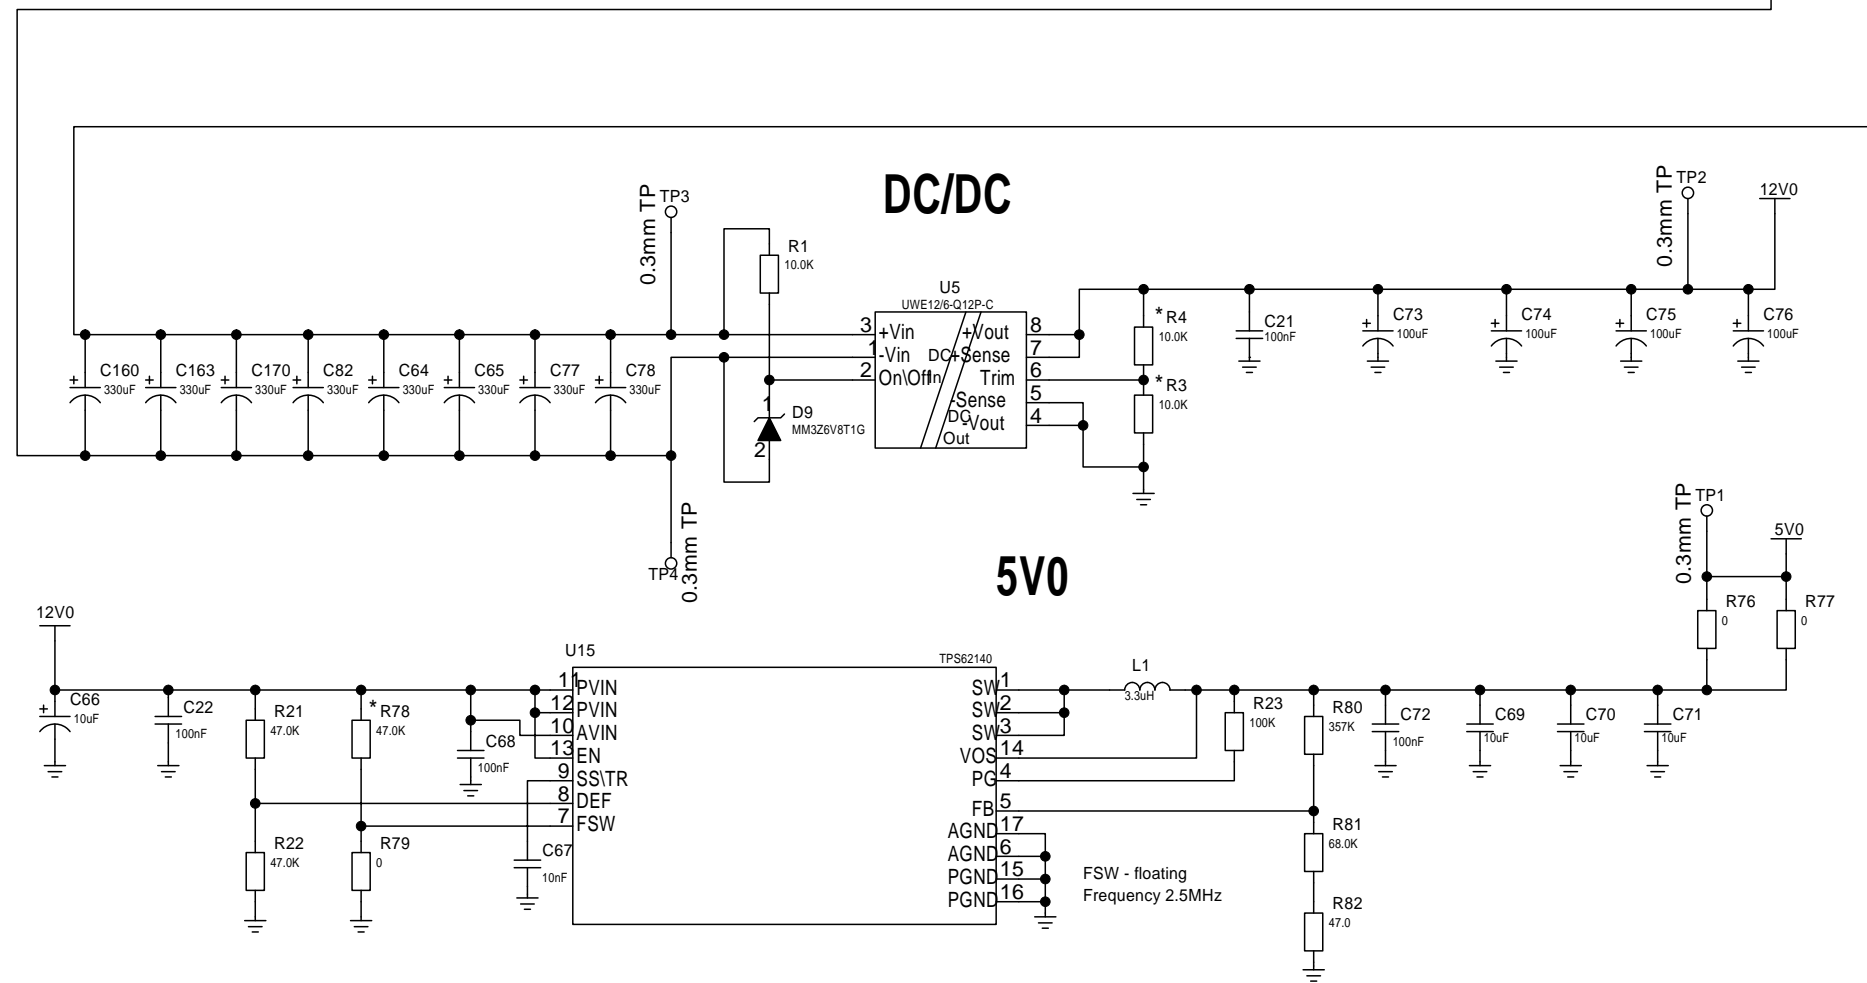 DC/DC
0.3mm TP
TP3
0.3mm TP
TP2
12V0
R1
10.0K
U5
UWE12/6-Q12P-C
3
+Vin
1
-Vin
2
On\Off
DC
In
DC
Out
+Vout
8
+Sense
7
Trim
6
-Sense
5
-Vout
4
* R4
10.0K
* R3
10.0K
C21
100nF
+
C73
100uF
+
C74
100uF
+
C75
100uF
+
C76
100uF
+
C160
330uF
+
C163
330uF
+
C170
330uF
+
C82
330uF
+
C64
330uF
+
C65
330uF
+
C77
330uF
+
C78
330uF
1
D9
MM3Z6V8T1G
2
TP4
0.3mm TP
5V0
0.3mm TP
TP1
5V0
R76
0
R77
0
12V0
U15
TPS62140
+
C66
10uF
C22
100nF
R21
47.0K
* R78
47.0K
C68
100nF
R22
47.0K
R79
0
C67
10nF
11
PVIN
12
PVIN
10
AVIN
13
EN
9
SS\TR
8
DEF
7
FSW
SW
1
SW
2
SW
3
VOS
14
PG
4
FB
5
AGND
17
AGND
6
PGND
15
PGND
16
L1
3.3uH
R23
100K
R80
357K
C72
100nF
C69
10uF
C70
10uF
C71
10uF
R81
68.0K
R82
47.0
FSW - floating
Frequency 2.5MHz